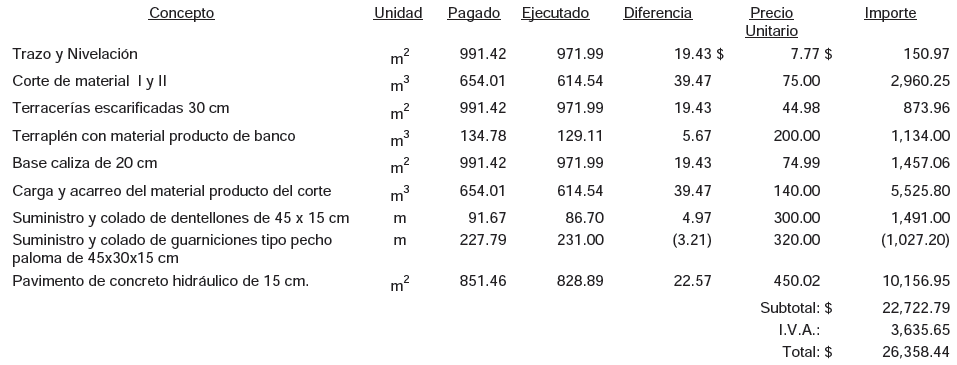 Concepto Unidad Pagado Ejecutado Diferencia Precio Unitario Importe
Trazo y Nivelación m² 991.42 971.99 19.43 $ 7.77 $ 150.97
Corte de material I y II m³ 654.01 614.54 39.47 75.00 2,960.25
Terracerías escarificadas 30 cm m² 991.42 971.99 19.43 44.98 873.96
Terraplén con material producto de banco m³ 134.78 129.11 5.67 200.00 1,134.00
Base caliza de 20 cm m² 991.42 971.99 19.43 74.99 1,457.06
Carga y acarreo del material producto del corte m³ 654.01 614.54 39.47 140.00 5,525.80
Suministro y colado de dentellones de 45 x 15 cm m 91.67 86.70 4.97 300.00 1,491.00
Suministro y colado de guarniciones tipo pecho m 227.79 231.00 (3.21) 320.00 (1,027.20)
paloma de 45x30x15 cm
Pavimento de concreto hidráulico de 15 cm. m² 851.46 828.89 22.57 450.02 10,156.95
Subtotal: $ 22,722.79
I.V.A.: 3,635.65
Total: $ 26,358.44